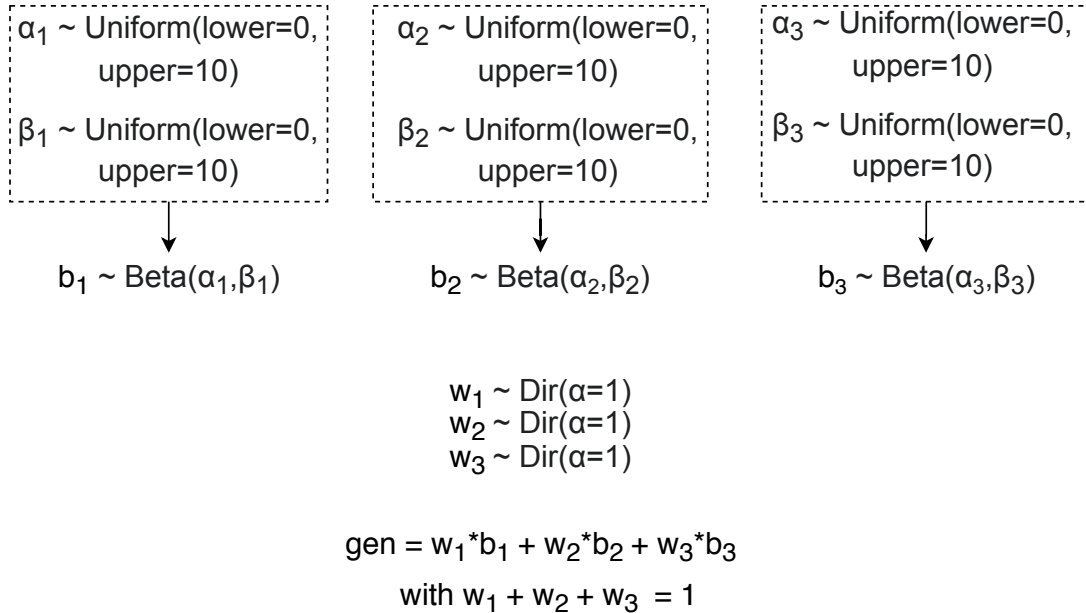 α₁ ~ Uniform(lower=0,
upper=10)
β₁ ~ Uniform(lower=0,
upper=10)
b₁ ~ Beta(α₁,β₁)
α₂ ~ Uniform(lower=0,
upper=10)
β₂ ~ Uniform(lower=0,
upper=10)
b₂ ~ Beta(α₂,β₂)
α₃ ~ Uniform(lower=0,
upper=10)
β₃ ~ Uniform(lower=0,
upper=10)
b₃ ~ Beta(α₃,β₃)
w₁ ~ Dir(α=1)
w₂ ~ Dir(α=1)
w₃ ~ Dir(α=1)
gen = w₁*b₁ + w₂*b₂ + w₃*b₃
with w₁ + w₂ + w₃ = 1